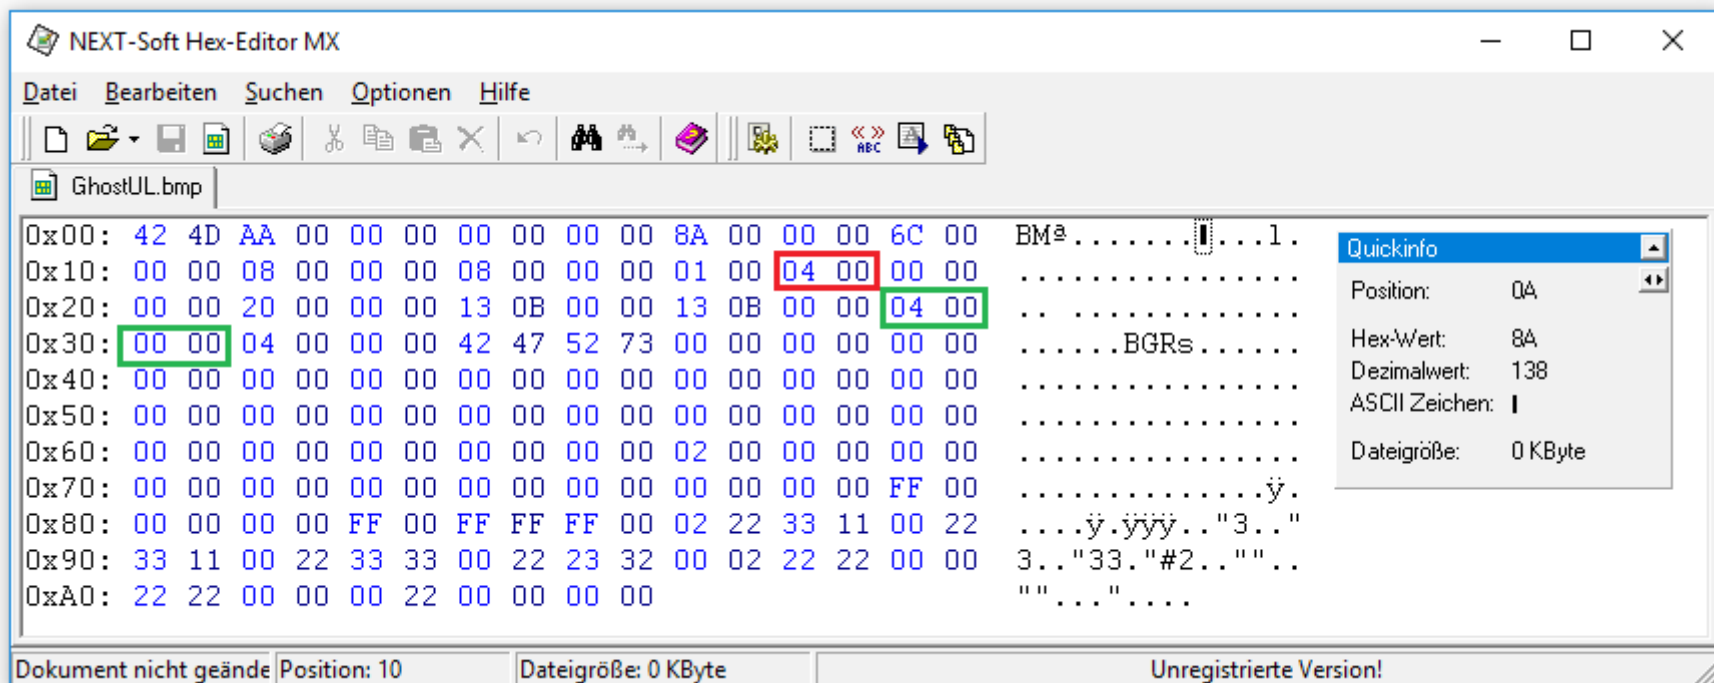 NEXT-Soft Hex-Editor MX
Datei Bearbeiten Suchen Optionen Hilfe
ABC
GhostUL.bmp
0x00: 42 4D AA 00 00 00 00 00 00 00 8A 00 00 00 6C 00 BMª.......▌...l.
0x10: 00 00 08 00 00 00 08 00 00 00 01 00 04 00 00 00 ................
0x20: 00 00 20 00 00 00 13 0B 00 00 13 0B 00 00 04 00 .. .............
0x30: 00 00 04 00 00 00 42 47 52 73 00 00 00 00 00 00 ......BGRs......
0x40: 00 00 00 00 00 00 00 00 00 00 00 00 00 00 00 00 ................
0x50: 00 00 00 00 00 00 00 00 00 00 00 00 00 00 00 00 ................
0x60: 00 00 00 00 00 00 00 00 00 00 02 00 00 00 00 00 ................
0x70: 00 00 00 00 00 00 00 00 00 00 00 00 00 00 FF 00 ..............ÿ.
0x80: 00 00 00 00 FF 00 FF FF FF 00 02 22 33 11 00 22 ....ÿ.ÿÿÿ.."3.."
0x90: 33 11 00 22 33 33 00 22 23 32 00 02 22 22 00 00 3.."33."#2..""..
0xA0: 22 22 00 00 00 22 00 00 00 00 ""..."....
Quickinfo
Position: 0A
Hex-Wert: 8A
Dezimalwert: 138
ASCII Zeichen: ▌
Dateigröße: 0 KByte
Dokument nicht geände Position: 10 Dateigröße: 0 KByte Unregistrierte Version!